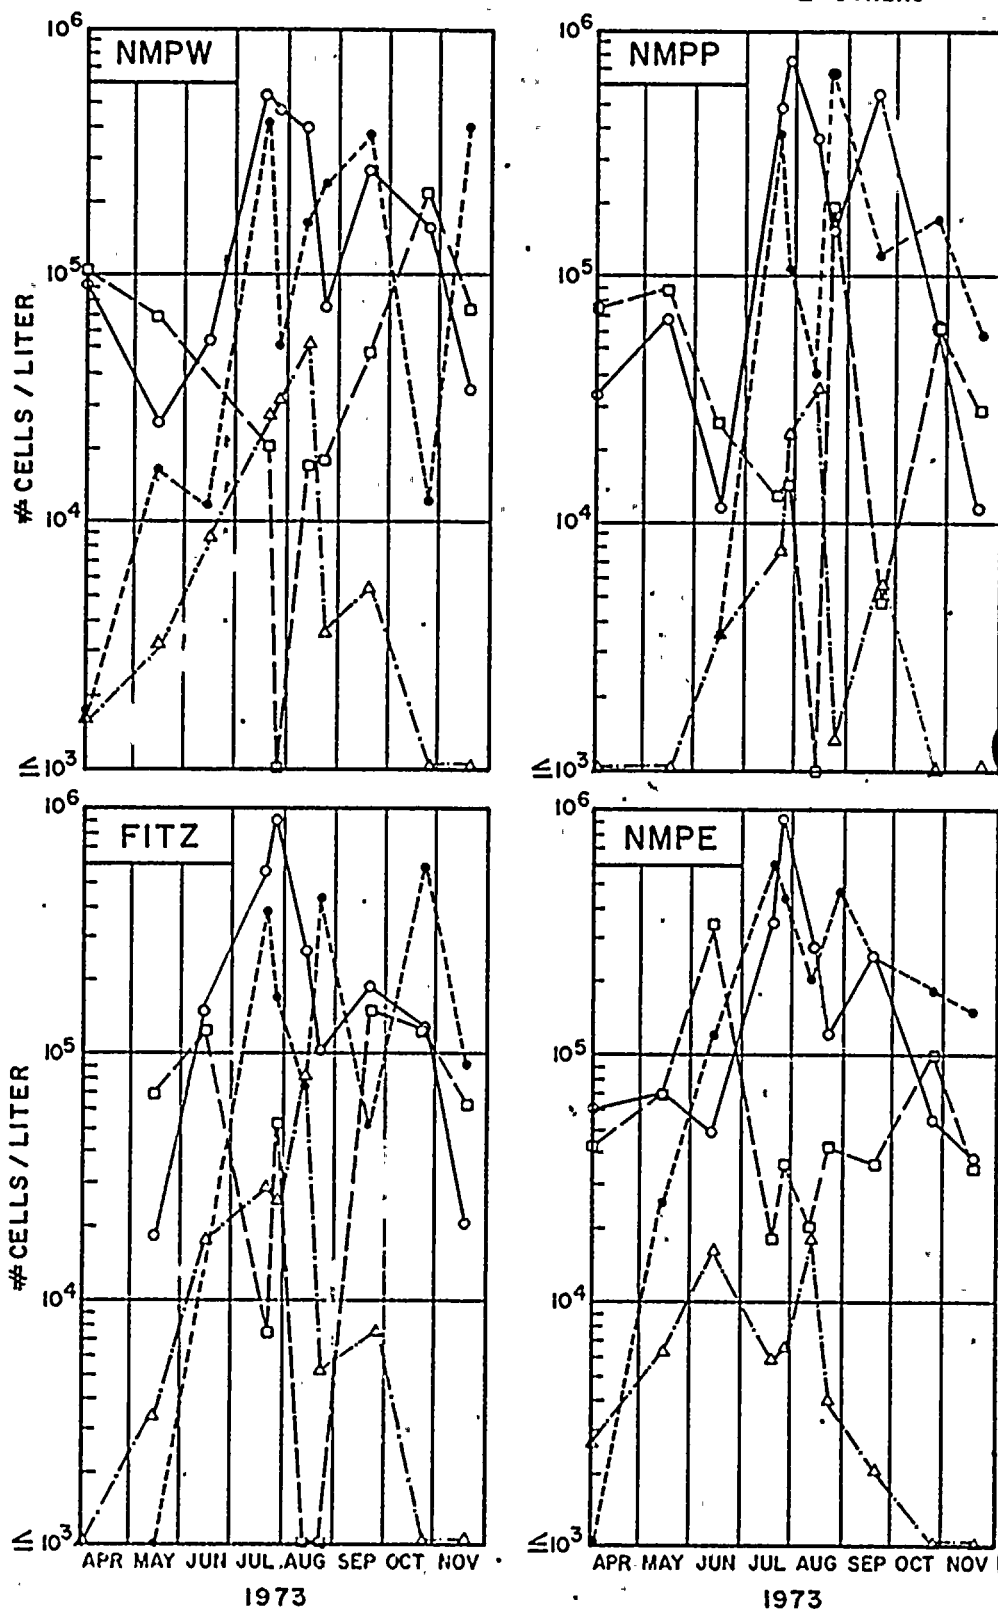 10⁶
NMPW
10⁵
10⁴
≤10³
# CELLS / LITER
10⁶
NMPP
10⁵
10⁴
≤10³
10⁶
FITZ
10⁵
10⁴
≤10³
# CELLS / LITER
APR MAY JUN JUL AUG SEP OCT NOV
1973
10⁶
NMPE
10⁵
10⁴
≤10³
APR MAY JUN JUL AUG SEP OCT NOV
1973